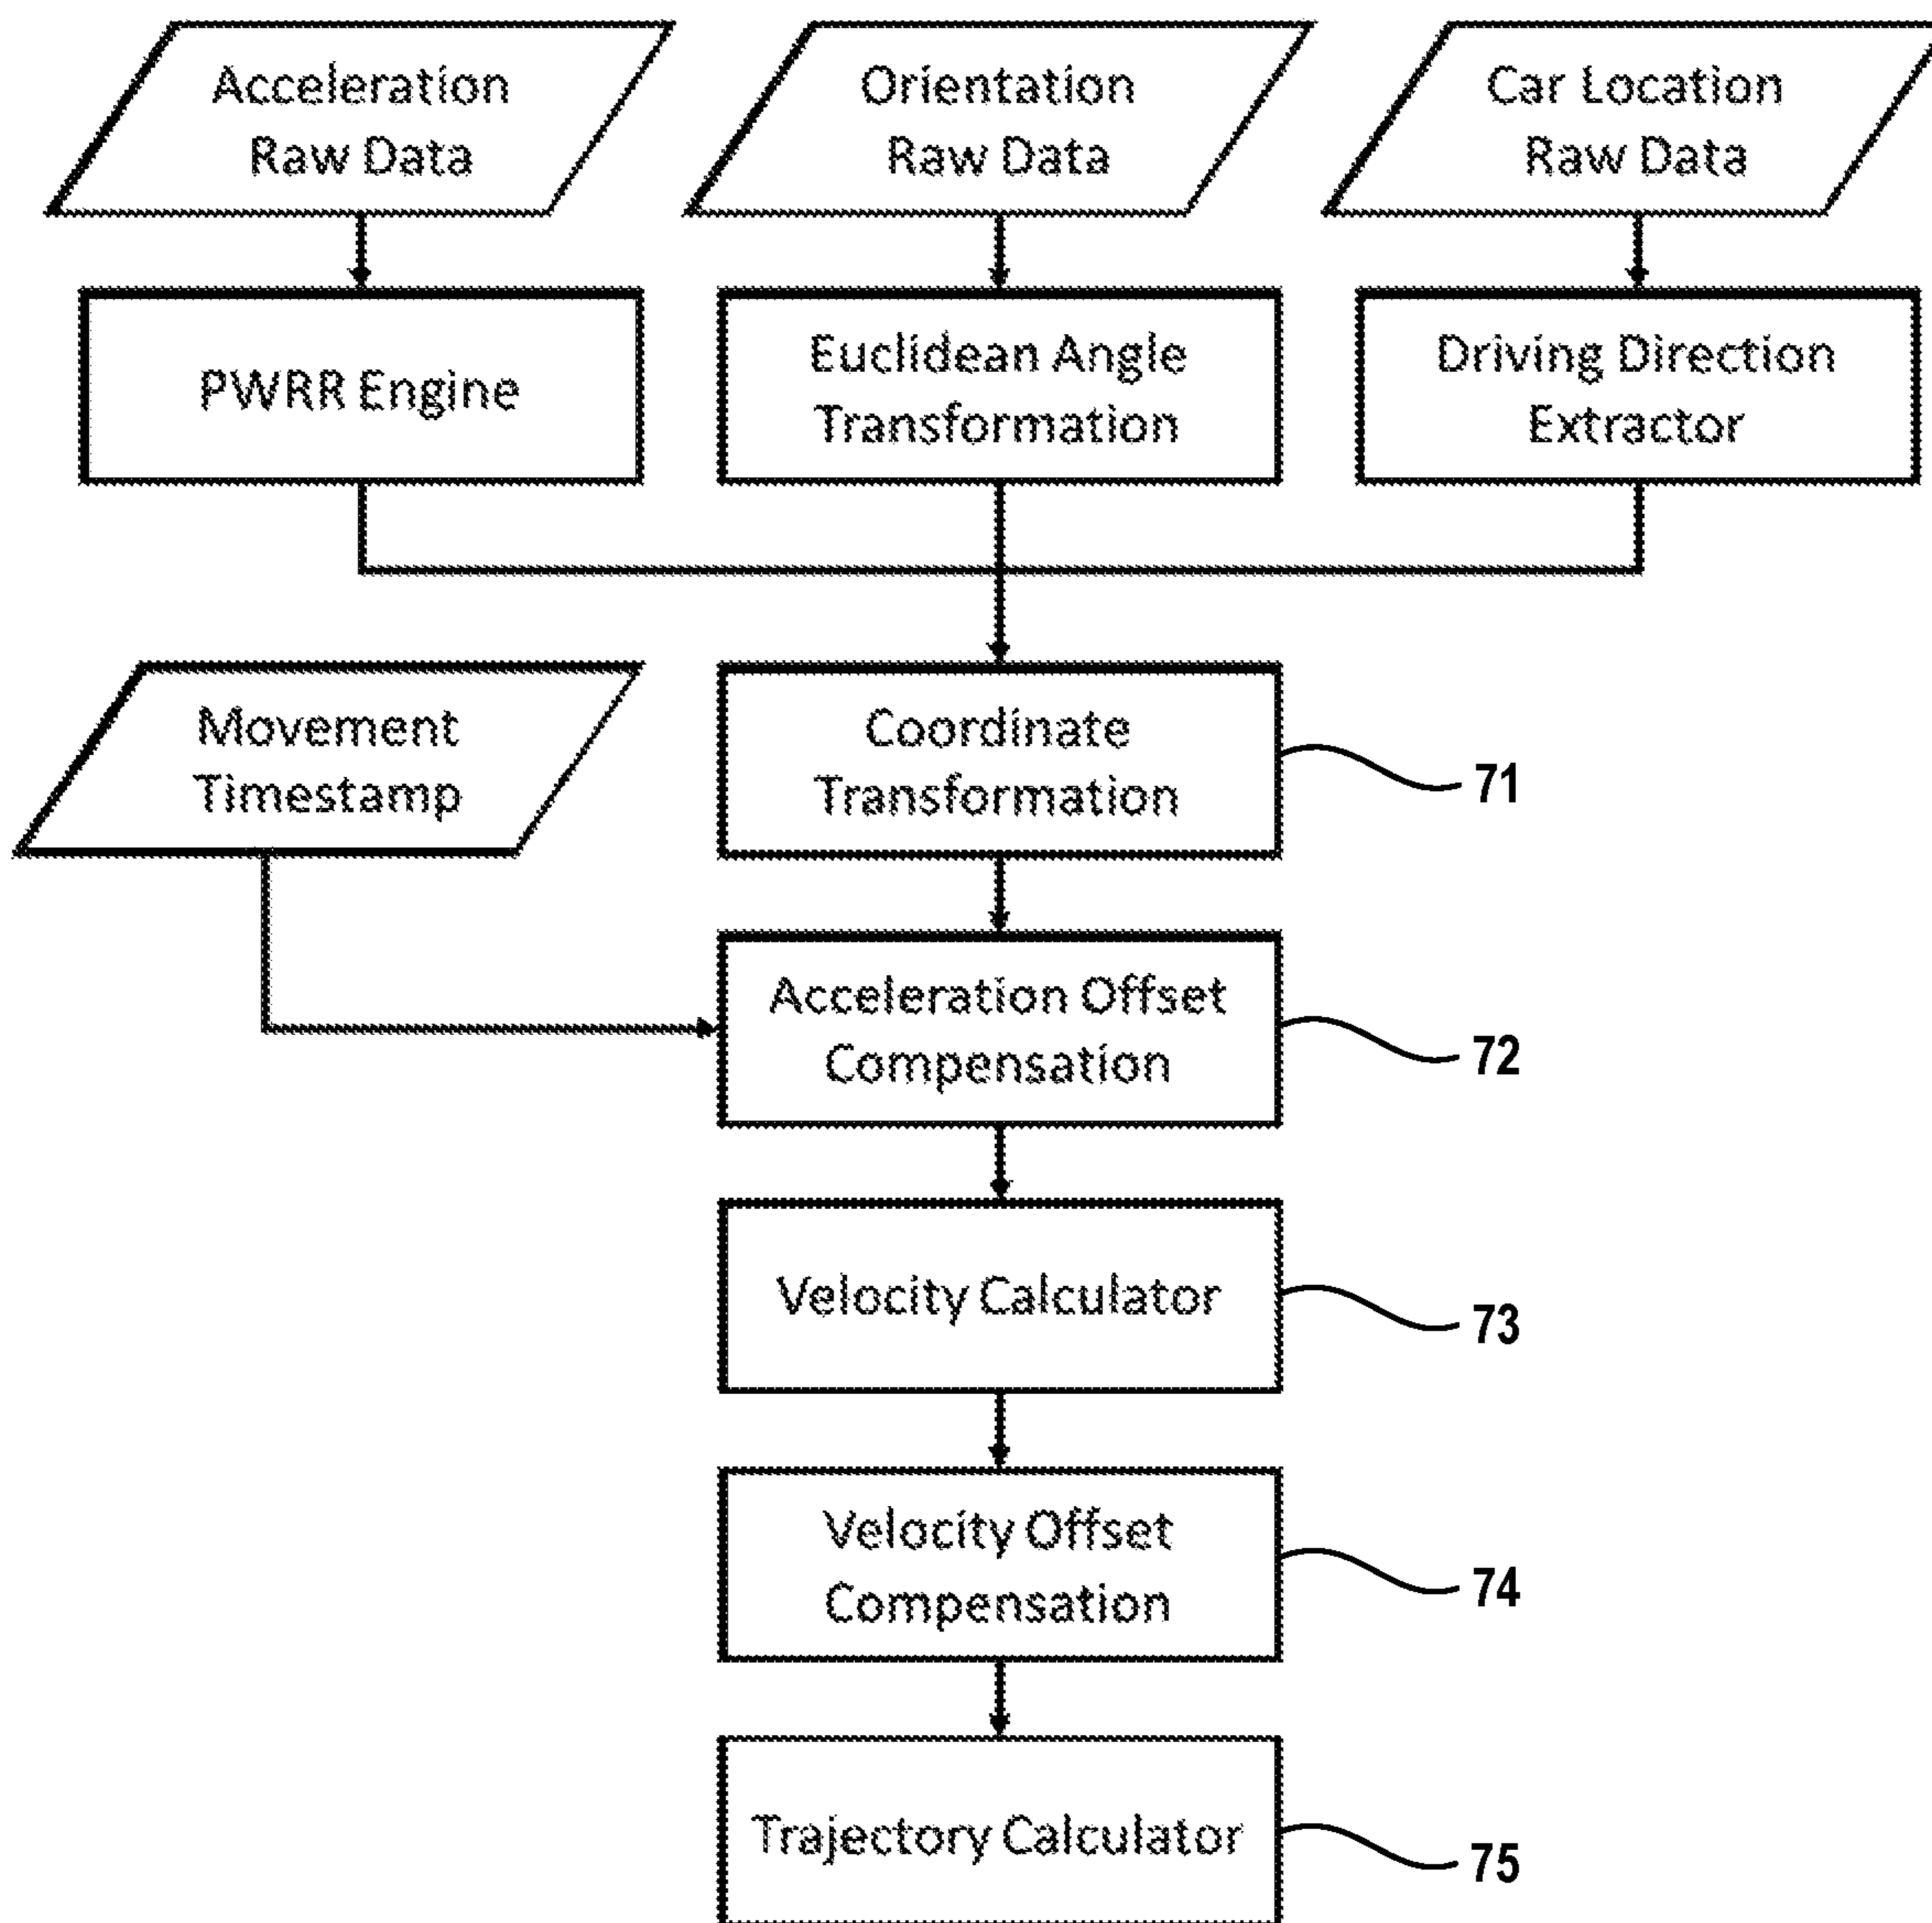 Acceleration
Raw Data
Orientation
Raw Data
Car Location
Raw Data
PWRR Engine
Euclidean Angle
Transformation
Driving Direction
Extractor
Movement
Timestamp
Coordinate
Transformation
71
Acceleration Offset
Compensation
72
Velocity Calculator
73
Velocity Offset
Compensation
74
Trajectory Calculator
75